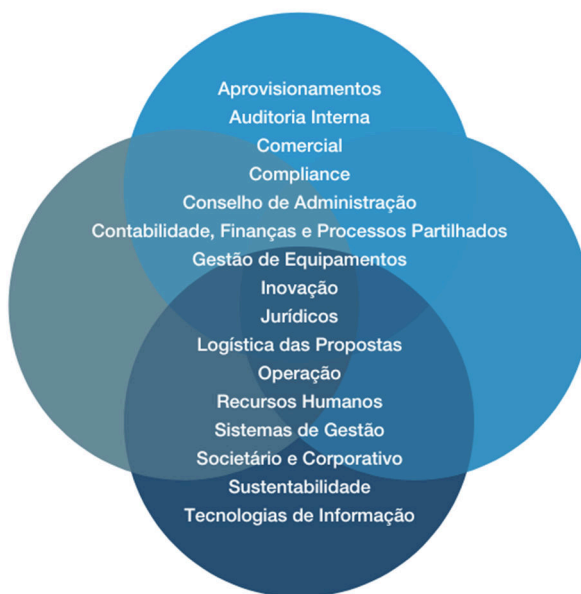 Aprovisionamentos
Auditoria Interna
Comercial
Compliance
Conselho de Administração
Contabilidade, Finanças e Processos Partilhados
Gestão de Equipamentos
Inovação
Jurídicos
Logística das Propostas
Operação
Recursos Humanos
Sistemas de Gestão
Societário e Corporativo
Sustentabilidade
Tecnologias de Informação